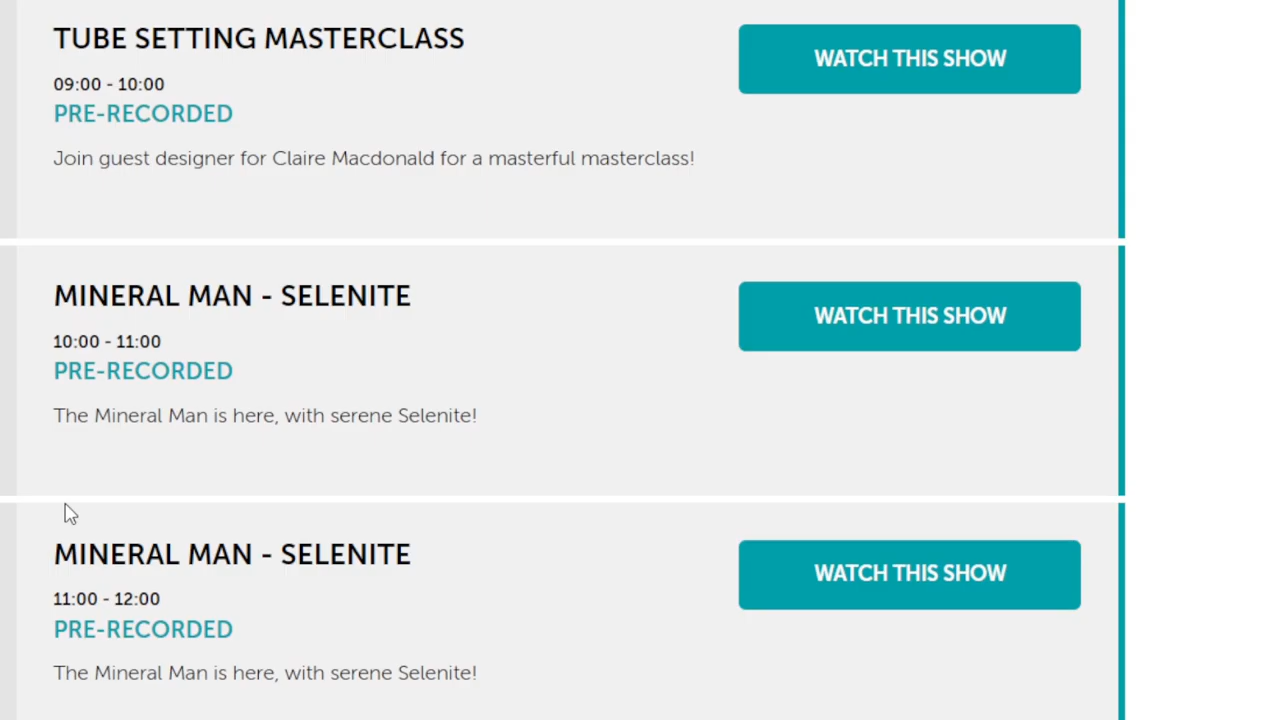 TUBE SETTING MASTERCLASS
WATCH THIS SHOW
09:00 - 10:00
PRE-RECORDED
Join guest designer for Claire Macdonald for a masterful masterclass!
MINERAL MAN - SELENITE
WATCH THIS SHOW
10:00 - 11:00
PRE-RECORDED
The Mineral Man is here, with serene Selenite!
MINERAL MAN - SELENITE
WATCH THIS SHOW
11:00 - 12:00
PRE-RECORDED
The Mineral Man is here, with serene Selenite!